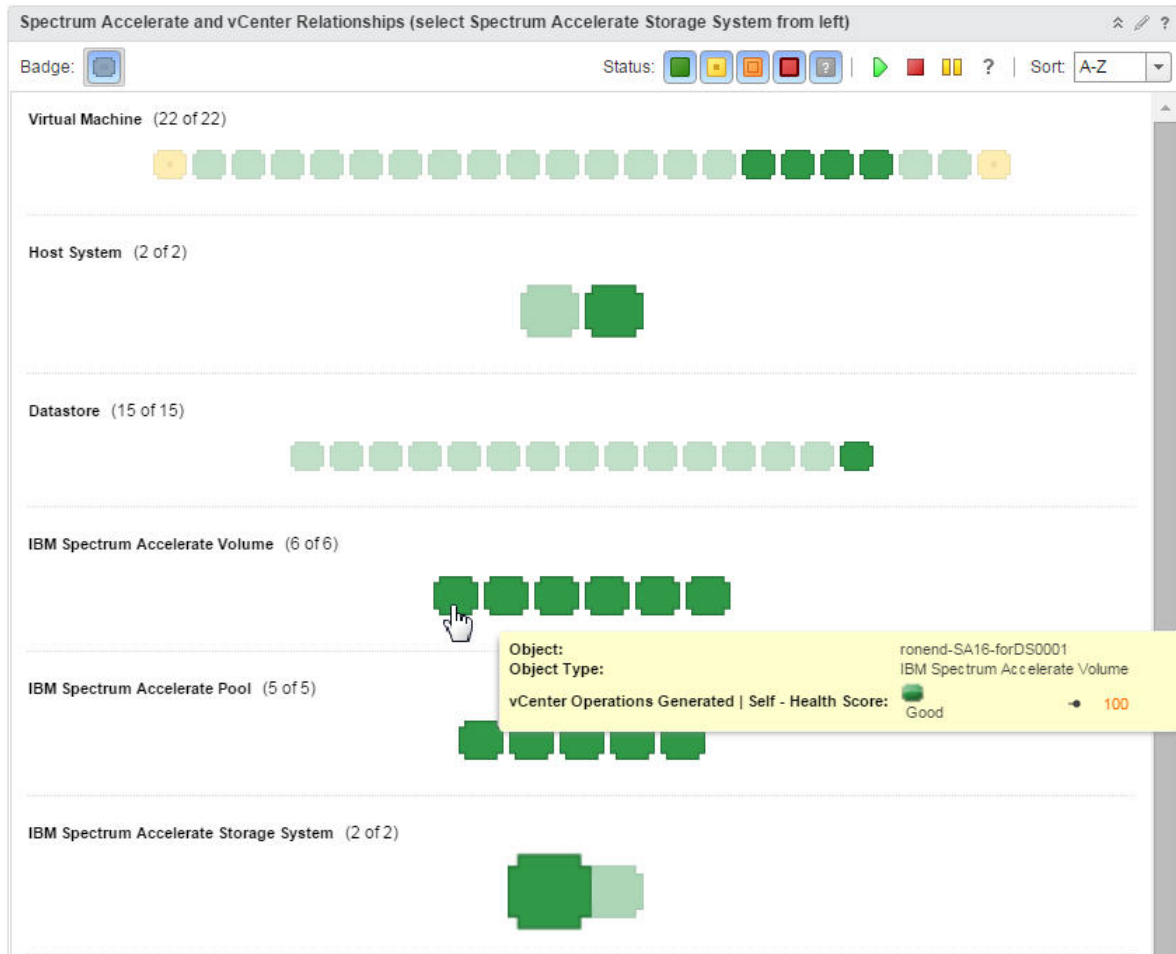 Spectrum Accelerate and vCenter Relationships (select Spectrum Accelerate Storage System from left) ?
Badge: Status: ? ? Sort: A-Z
Virtual Machine (22 of 22)
Host System (2 of 2)
Datastore (15 of 15)
IBM Spectrum Accelerate Volume (6 of 6)
Object: ronend-SA16-forDS0001
Object Type: IBM Spectrum Accelerate Volume
vCenter Operations Generated | Self - Health Score: Good 100
IBM Spectrum Accelerate Pool (5 of 5)
IBM Spectrum Accelerate Storage System (2 of 2)